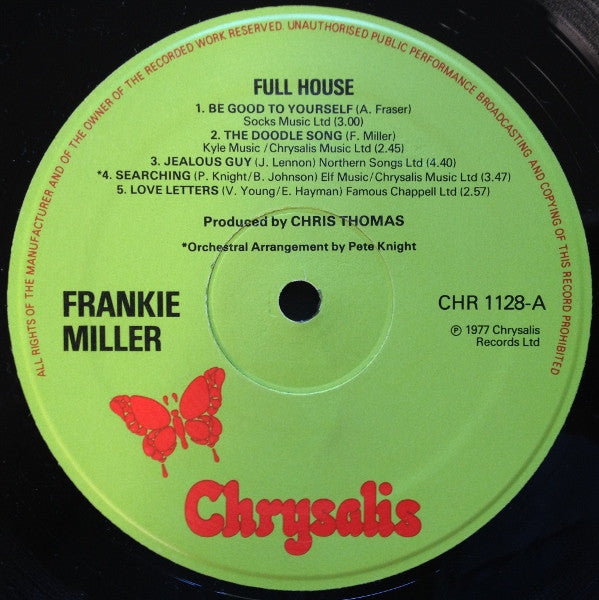 ALL RIGHTS OF THE MANUFACTURER AND OF THE OWNER OF THE RECORDED WORK RESERVED. UNAUTHORISED PUBLIC PERFORMANCE BROADCASTING AND COPYING OF THIS RECORD PROHIBITED
FULL HOUSE
1. BE GOOD TO YOURSELF (A. Fraser)
Socks Music Ltd (3.00)
2. THE DOODLE SONG (F. Miller)
Kyle Music / Chrysalis Music Ltd (2.45)
3. JEALOUS GUY (J. Lennon) Northern Songs Ltd (4.40)
*4. SEARCHING (P. Knight/B. Johnson) Elf Music/Chrysalis Music Ltd (3.47)
5. LOVE LETTERS (V. Young/E. Hayman) Famous Chappell Ltd (2.57)
Produced by CHRIS THOMAS
*Orchestral Arrangement by Pete Knight
FRANKIE
MILLER
CHR 1128-A
℗ 1977 Chrysalis
Records Ltd
Chrysalis